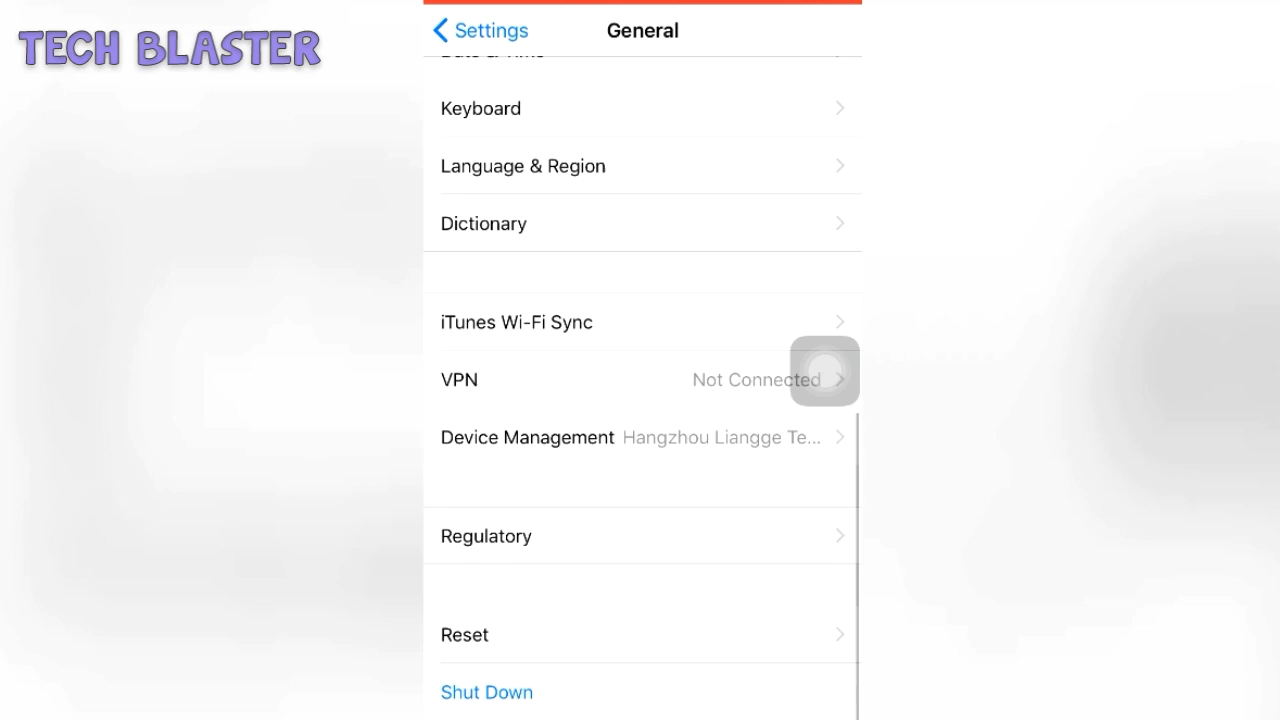 TECH BLASTER
Settings
General
Keyboard
Language & Region
Dictionary
iTunes Wi-Fi Sync
VPN Not Connected
Device Management Hangzhou Liangge Te...
Regulatory
Reset
Shut Down